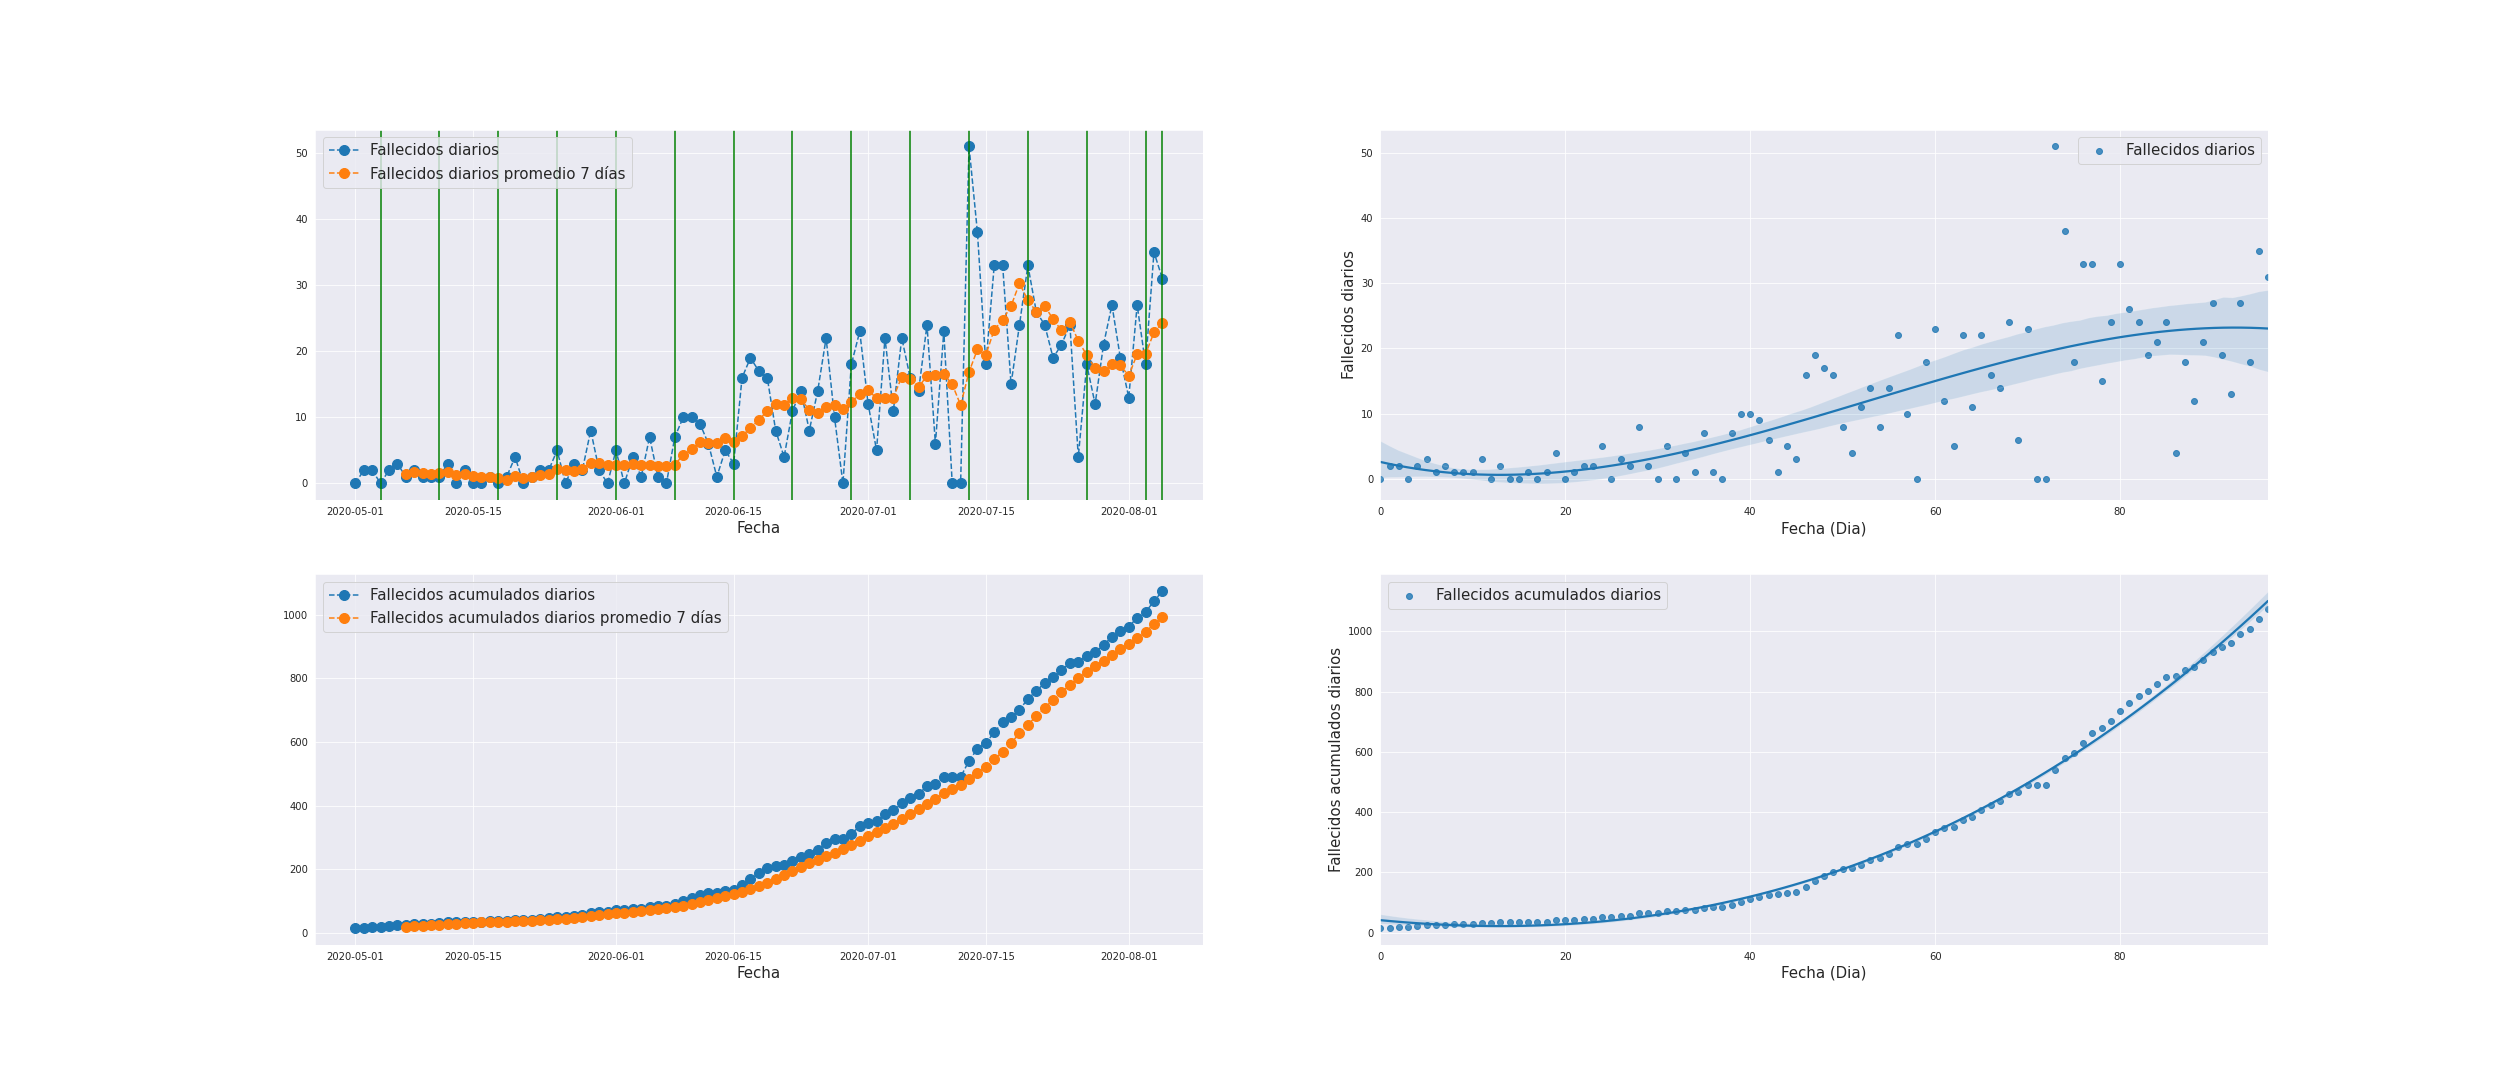 Fallecidos diarios
Fallecidos diarios promedio 7 días
50
40
30
20
10
0
2020-05-01 2020-05-15 2020-06-01 2020-06-15 2020-07-01 2020-07-15 2020-08-01
Fecha
Fallecidos diarios
Fallecidos diarios
50
40
30
20
10
0
0 20 40 60 80
Fecha (Dia)
Fallecidos acumulados diarios
Fallecidos acumulados diarios promedio 7 días
1000
800
600
400
200
0
2020-05-01 2020-05-15 2020-06-01 2020-06-15 2020-07-01 2020-07-15 2020-08-01
Fecha
Fallecidos acumulados diarios
Fallecidos acumulados diarios
1000
800
600
400
200
0
0 20 40 60 80
Fecha (Dia)